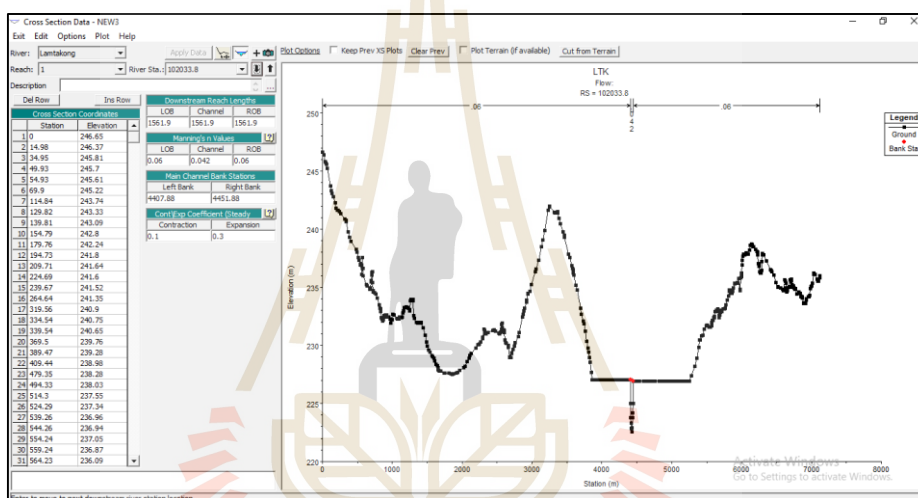 Cross Section Data - NEW3
Exit Edit Options Plot Help
River: Lamtakong Apply Data
Reach: 1 River Sta.: 102033.8
Description
Plot Options Keep Prev XS Plots Clear Prev Plot Terrain (if available) Cut from Terrain
Del Row Ins Row
Cross Section Coordinates
Station Elevation
1 0 246.65
2 14.98 246.37
3 34.95 245.81
4 49.93 245.7
5 54.93 245.61
6 69.9 245.22
7 114.84 243.74
8 129.82 243.33
9 139.81 243.09
10 154.79 242.8
11 179.76 242.24
12 194.73 241.8
13 209.71 241.64
14 224.69 241.6
15 239.67 241.52
16 264.64 241.35
17 319.56 240.9
18 334.54 240.75
19 339.54 240.65
20 369.5 239.76
21 389.47 239.28
22 409.44 238.98
23 479.35 238.28
24 494.33 238.03
25 514.3 237.55
26 524.29 237.34
27 539.26 236.96
28 544.26 236.94
29 554.24 237.05
30 559.24 236.87
31 564.23 236.09
Downstream Reach Lengths
LOB Channel ROB
1561.9 1561.9 1561.9
Manning's n Values [?]
LOB Channel ROB
0.06 0.042 0.06
Main Channel Bank Stations
Left Bank Right Bank
4407.88 4451.88
Cont\Exp Coefficient (Steady [?]
Contraction Expansion
0.1 0.3
LTK
Flow:
RS = 102033.8
.06 .042 .06
Legend
Ground
Bank Sta
Elevation (m)
250
245
240
235
230
225
220
0 1000 2000 3000 4000 5000 6000 7000 8000
Station (m)
Activate Windows
Go to Settings to activate Windows.
Enter to move to next downstream river station location